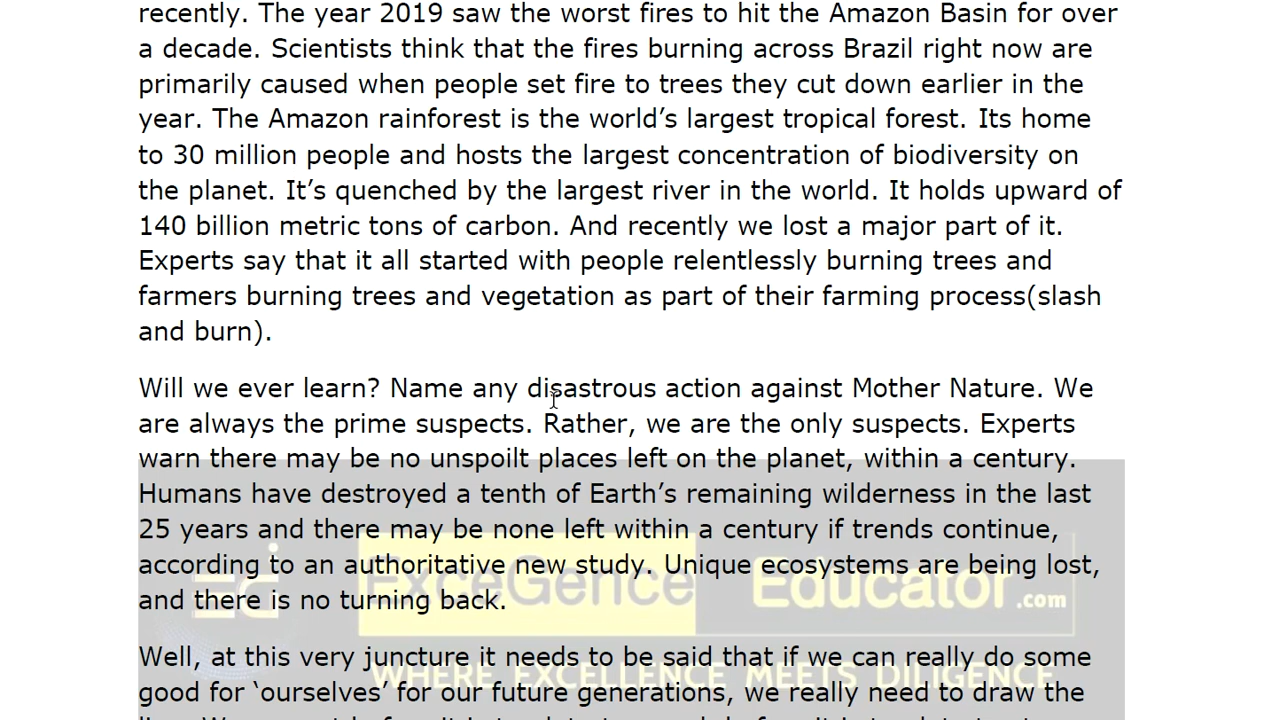 recently. The year 2019 saw the worst fires to hit the Amazon Basin for over
a decade. Scientists think that the fires burning across Brazil right now are
primarily caused when people set fire to trees they cut down earlier in the
year. The Amazon rainforest is the world’s largest tropical forest. Its home
to 30 million people and hosts the largest concentration of biodiversity on
the planet. It’s quenched by the largest river in the world. It holds upward of
140 billion metric tons of carbon. And recently we lost a major part of it.
Experts say that it all started with people relentlessly burning trees and
farmers burning trees and vegetation as part of their farming process(slash
and burn).
Will we ever learn? Name any disastrous action against Mother Nature. We
are always the prime suspects. Rather, we are the only suspects. Experts
warn there may be no unspoilt places left on the planet, within a century.
Humans have destroyed a tenth of Earth’s remaining wilderness in the last
25 years and there may be none left within a century if trends continue,
according to an authoritative new study. Unique ecosystems are being lost,
and there is no turning back.
ExceGence Educator.com
Well, at this very juncture it needs to be said that if we can really do some
WHERE EXCELLENCE MEETS DILIGENCE
good for ‘ourselves’ for our future generations, we really need to draw the